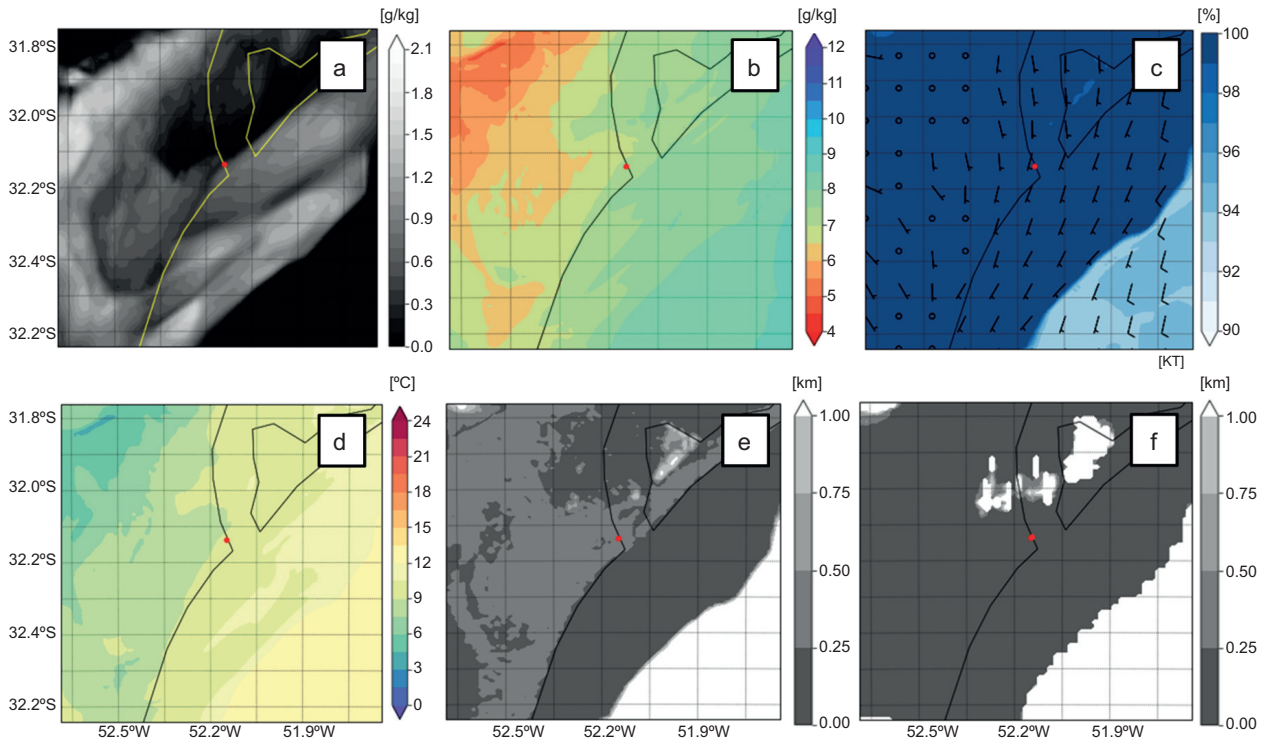 [g/kg] [g/kg] [%]
31.8ºS a 2.1 b 12 c 100
32.0ºS 1.8 11 98
32.1ºS 1.5 10 96
32.2ºS 1.2 9 94
32.3ºS 0.9 8 92
32.4ºS 0.6 7 90
32.2ºS 0.3 6
0.0 5
4
[KT]
[ºC] [km] [km]
31.8ºS d 24 e 1.00 f 1.00
32.0ºS 21 0.75 0.75
32.2ºS 18 0.50 0.50
32.4ºS 15 0.25 0.25
32.2ºS 12 0.00 0.00
9
6
3
0
52.5ºW 52.2ºW 51.9ºW 52.5ºW 52.2ºW 51.9ºW 52.5ºW 52.2ºW 51.9ºW